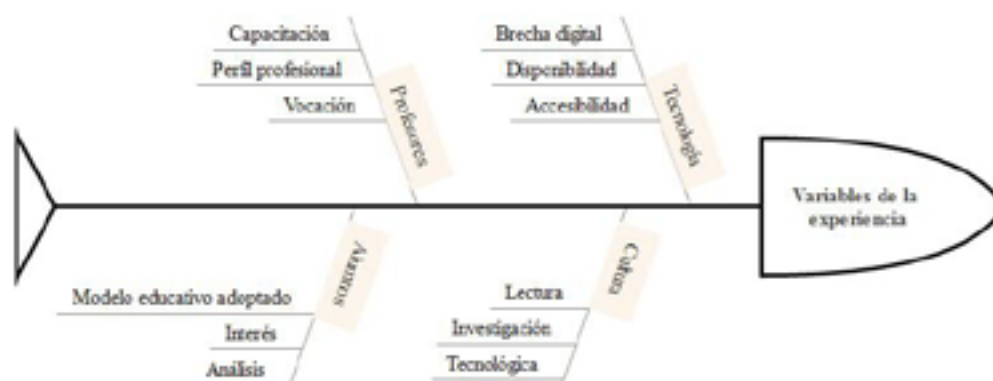 Capacitación
Perfil profesional
Vocación
Profesores
Brecha digital
Disponibilidad
Accesibilidad
Tecnología
Variables de la
experiencia
Alumnos
Modelo educativo adoptado
Interés
Análisis
Cultura
Lectura
Investigación
Tecnológica